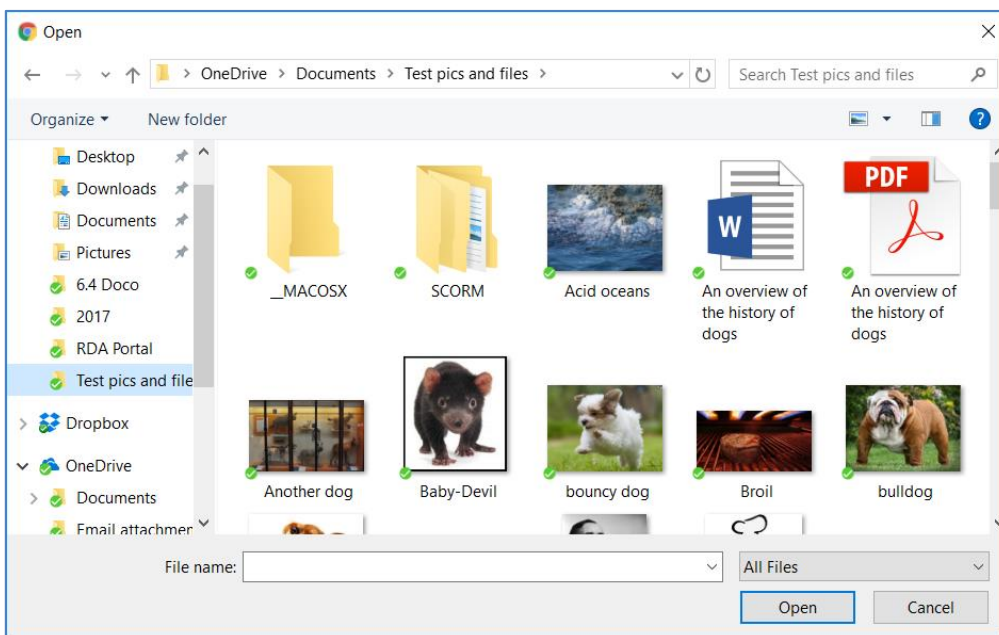 Open
OneDrive > Documents > Test pics and files >
Search Test pics and files
Organize
New folder
Desktop
Downloads
Documents
Pictures
6.4 Doco
2017
RDA Portal
Test pics and file
Dropbox
OneDrive
Documents
Email attachmen
__MACOSX
SCORM
Acid oceans
W
An overview of
the history of
dogs
PDF
An overview of
the history of
dogs
Another dog
Baby-Devil
bouncy dog
Broil
bulldog
File name:
All Files
Open
Cancel